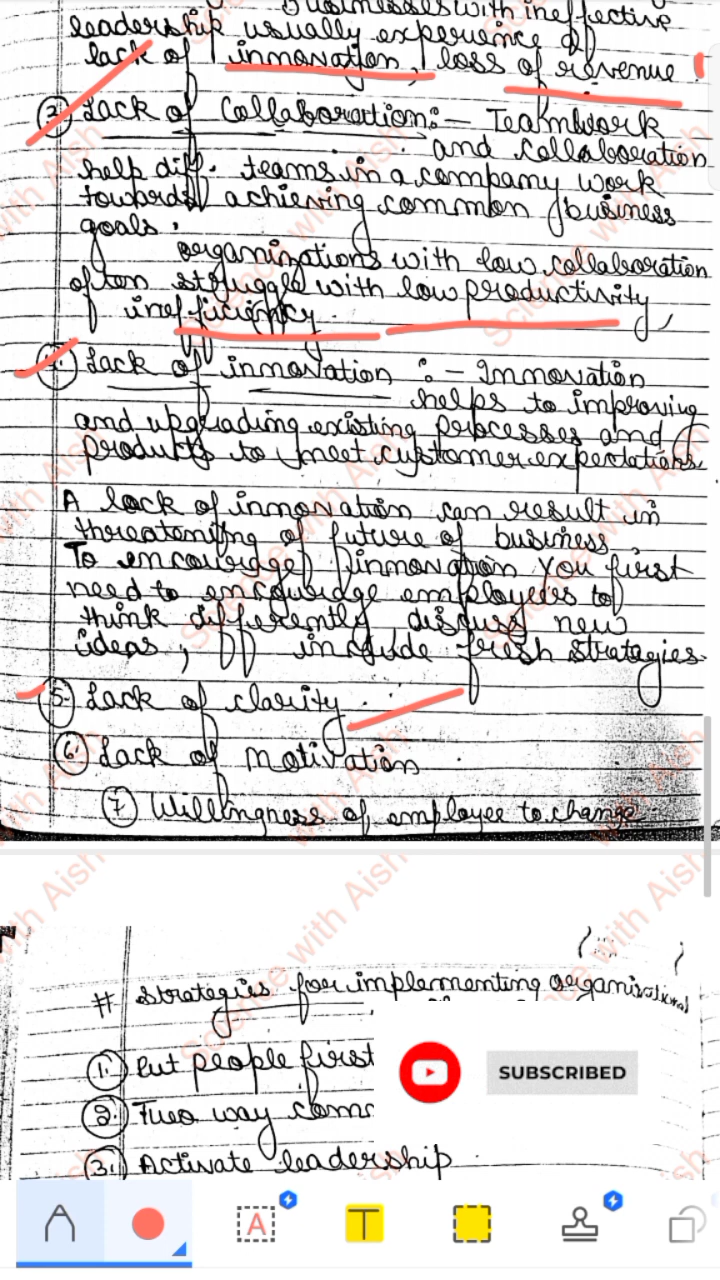 Businesses with ineffective
leadership usually experience of
lack of innovation, loss of revenue
③ Lack of Collaboration :- Teamwork
and collaboration
help diff. teams in a company work
towards achieving common business
goals.
organizations with low collaboration
often struggle with low productivity,
inefficiency.
Lack of innovation :- Innovation
helps to improving
and upgrading existing processes and
products to meet customer expectations.
A lack of innovation can result in
threatening of future of business
To encourage innovation you first
need to encourage employees to
think differently discuss new
ideas, include fresh strategies.
⑤ Lack of clarity.
⑥ Lack of motivation
⑦ Willingness of employee to change
# Strategies for implementing organisational
① Put people first
② Two way com
③ Activate leadership.
SUBSCRIBED
A
T
Science with Aish